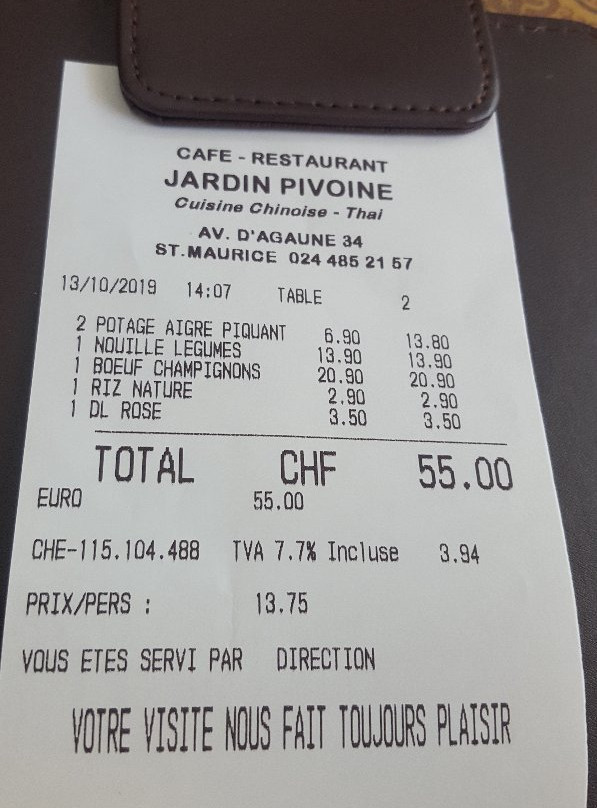 CAFE - RESTAURANT
JARDIN PIVOINE
Cuisine Chinoise - Thai
AV. D'AGAUNE 34
ST.MAURICE 024 485 21 57
13/10/2019 14:07 TABLE 2
2 POTAGE AIGRE PIQUANT 6.90 13.80
1 NOUILLE LEGUMES 13.90 13.90
1 BOEUF CHAMPIGNONS 20.90 20.90
1 RIZ NATURE 2.90 2.90
1 DL ROSE 3.50 3.50
TOTAL CHF 55.00
EURO 55.00
CHE-115.104.488 TVA 7.7% Incluse 3.94
PRIX/PERS : 13.75
VOUS ETES SERVI PAR DIRECTION
VOTRE VISITE NOUS FAIT TOUJOURS PLAISIR